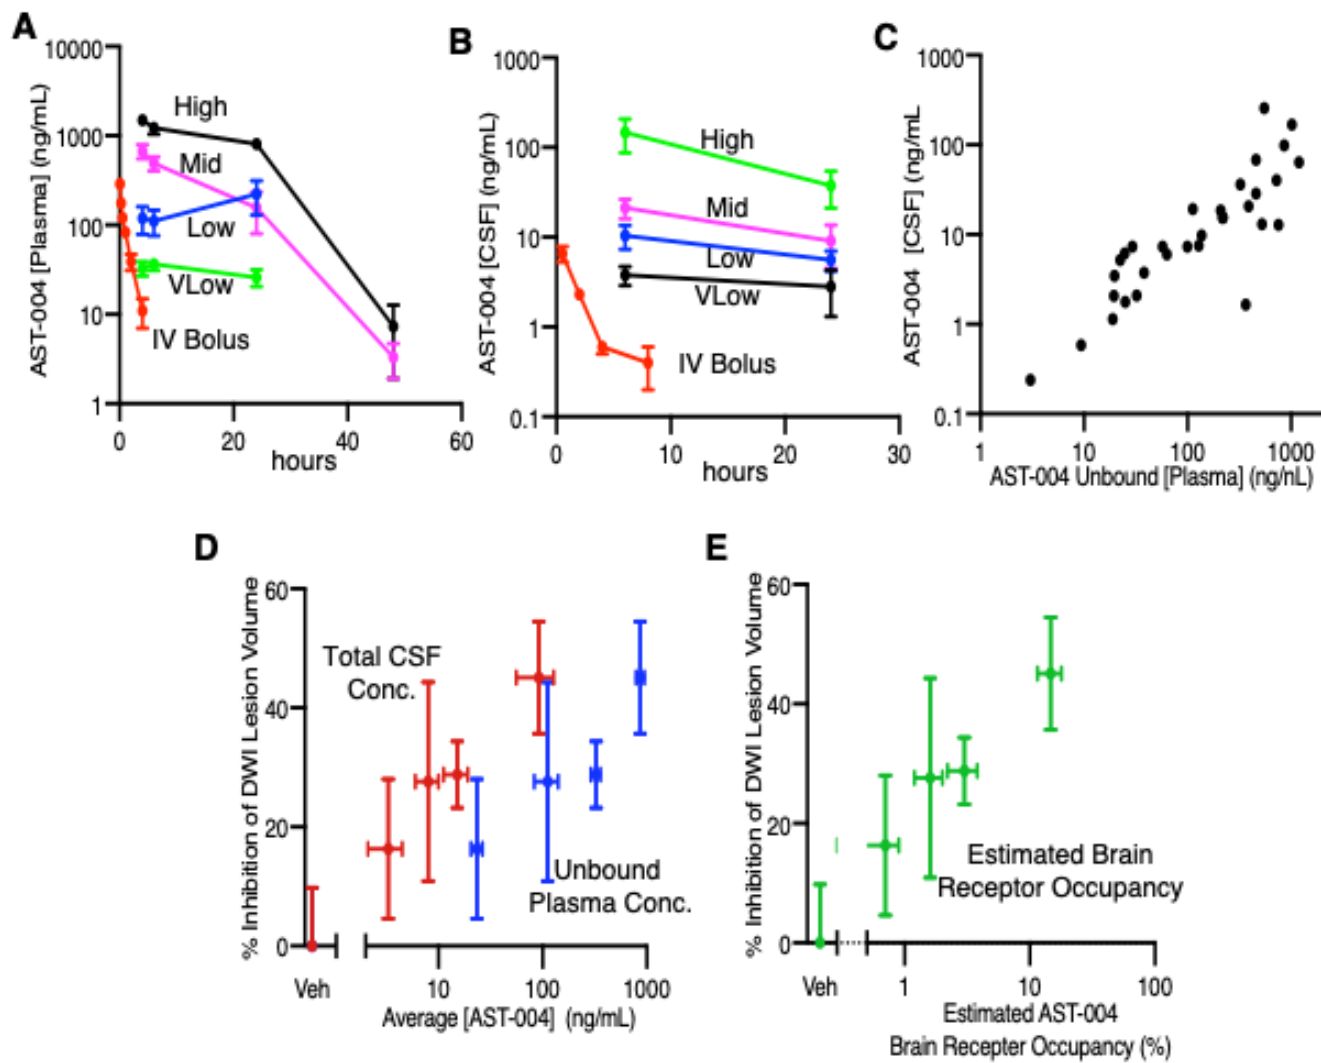 A
AST-004 [Plasma] (ng/mL)
10000
1000
100
10
1
High
Mid
Low
VLow
IV Bolus
0
20
40
60
hours
B
AST-004 [CSF] (ng/mL)
1000
100
10
1
0.1
High
Mid
Low
VLow
IV Bolus
0
10
20
30
hours
C
AST-004 [CSF] ng/mL
1000
100
10
1
0.1
1
10
100
1000
AST-004 Unbound [Plasma] (ng/nL)
D
% Inhibition of DWI Lesion Volume
60
40
20
0
Total CSF
Conc.
Unbound
Plasma Conc.
Veh
10
100
1000
Average [AST-004] (ng/mL)
E
% Inhibition of DWI Lesion Volume
60
40
20
0
Estimated Brain
Receptor Occupancy
Veh
1
10
100
Estimated AST-004
Brain Recepter Occupancy (%)